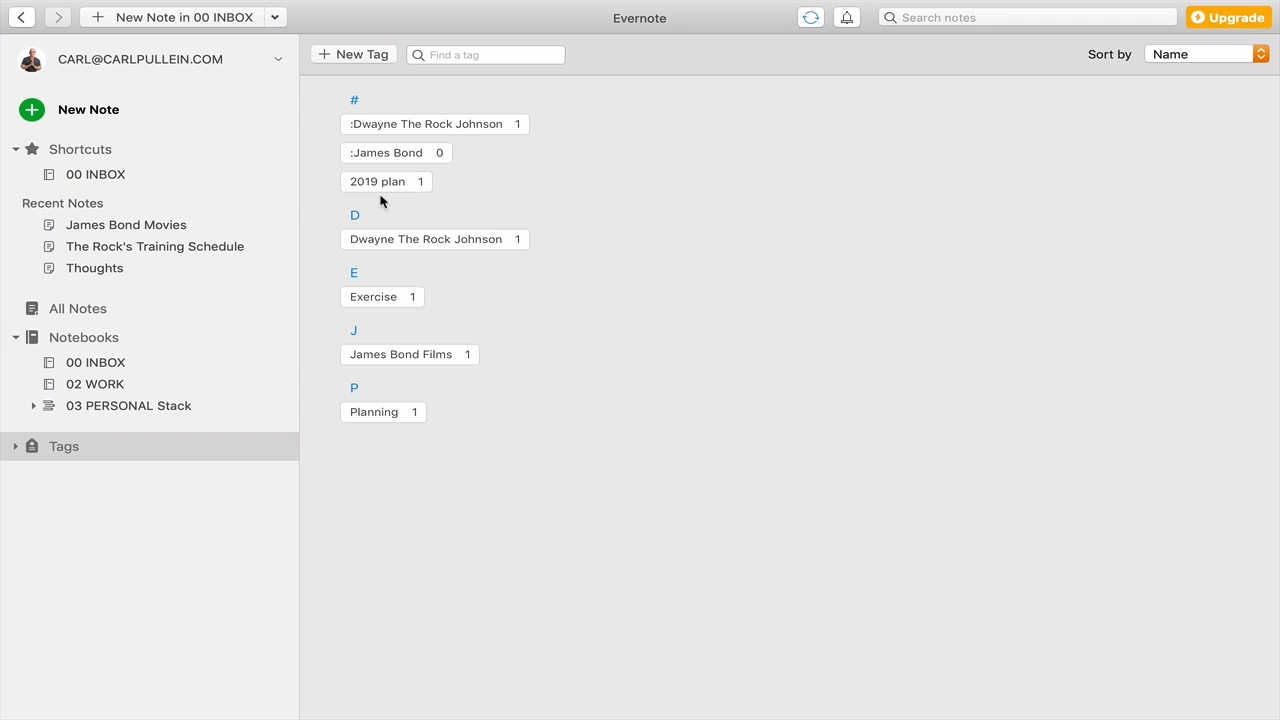 New Note in 00 INBOX
Evernote
Search notes
Upgrade
CARL@CARLPULLEIN.COM
New Note
Shortcuts
00 INBOX
Recent Notes
James Bond Movies
The Rock's Training Schedule
Thoughts
All Notes
Notebooks
00 INBOX
02 WORK
03 PERSONAL Stack
Tags
New Tag
Find a tag
Sort by
Name
#
:Dwayne The Rock Johnson 1
:James Bond 0
2019 plan 1
D
Dwayne The Rock Johnson 1
E
Exercise 1
J
James Bond Films 1
P
Planning 1